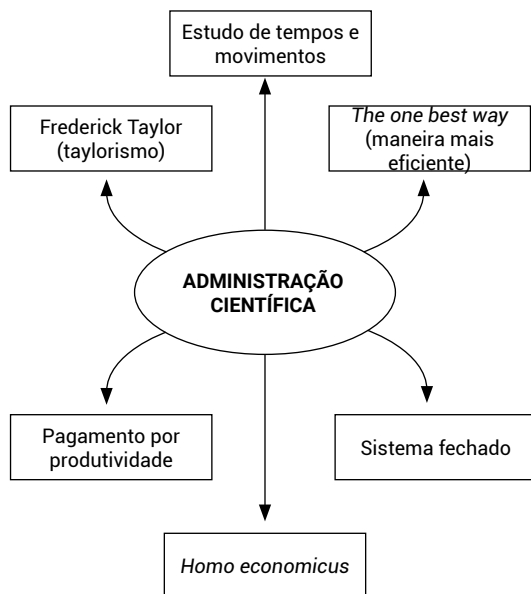 Estudo de tempos e
movimentos
Frederick Taylor
(taylorismo)
The one best way
(maneira mais
eficiente)
ADMINISTRAÇÃO
CIENTÍFICA
Pagamento por
produtividade
Sistema fechado
Homo economicus